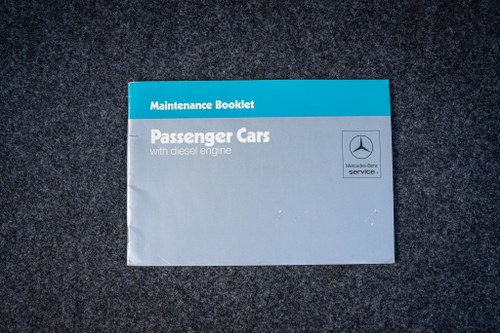 Maintenance Booklet
Passenger Cars
with diesel engine
Mercedes-Benz
service